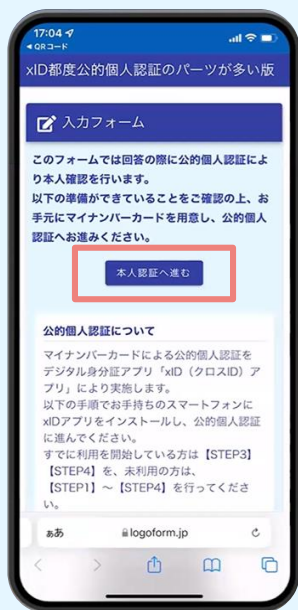 17:04
◀ QRコード
xID都度公的個人認証のパーツが多い版
入力フォーム
このフォームでは回答の際に公的個人認証によ
り本人確認を行います。
以下の準備ができていることをご確認の上、お
手元にマイナンバーカードを用意し、公的個人
認証へお進みください。
本人認証へ進む
公的個人認証について
マイナンバーカードによる公的個人認証を
デジタル身分証アプリ「xID（クロスID）ア
プリ」により実施します。
以下の手順でお手持ちのスマートフォンに
xIDアプリをインストールし、公的個人認証
に進んでください。
すでに利用を開始している方は【STEP3】
【STEP4】を、未利用の方は、
【STEP1】～【STEP4】を行ってくださ
い。
ぁあ logoform.jp